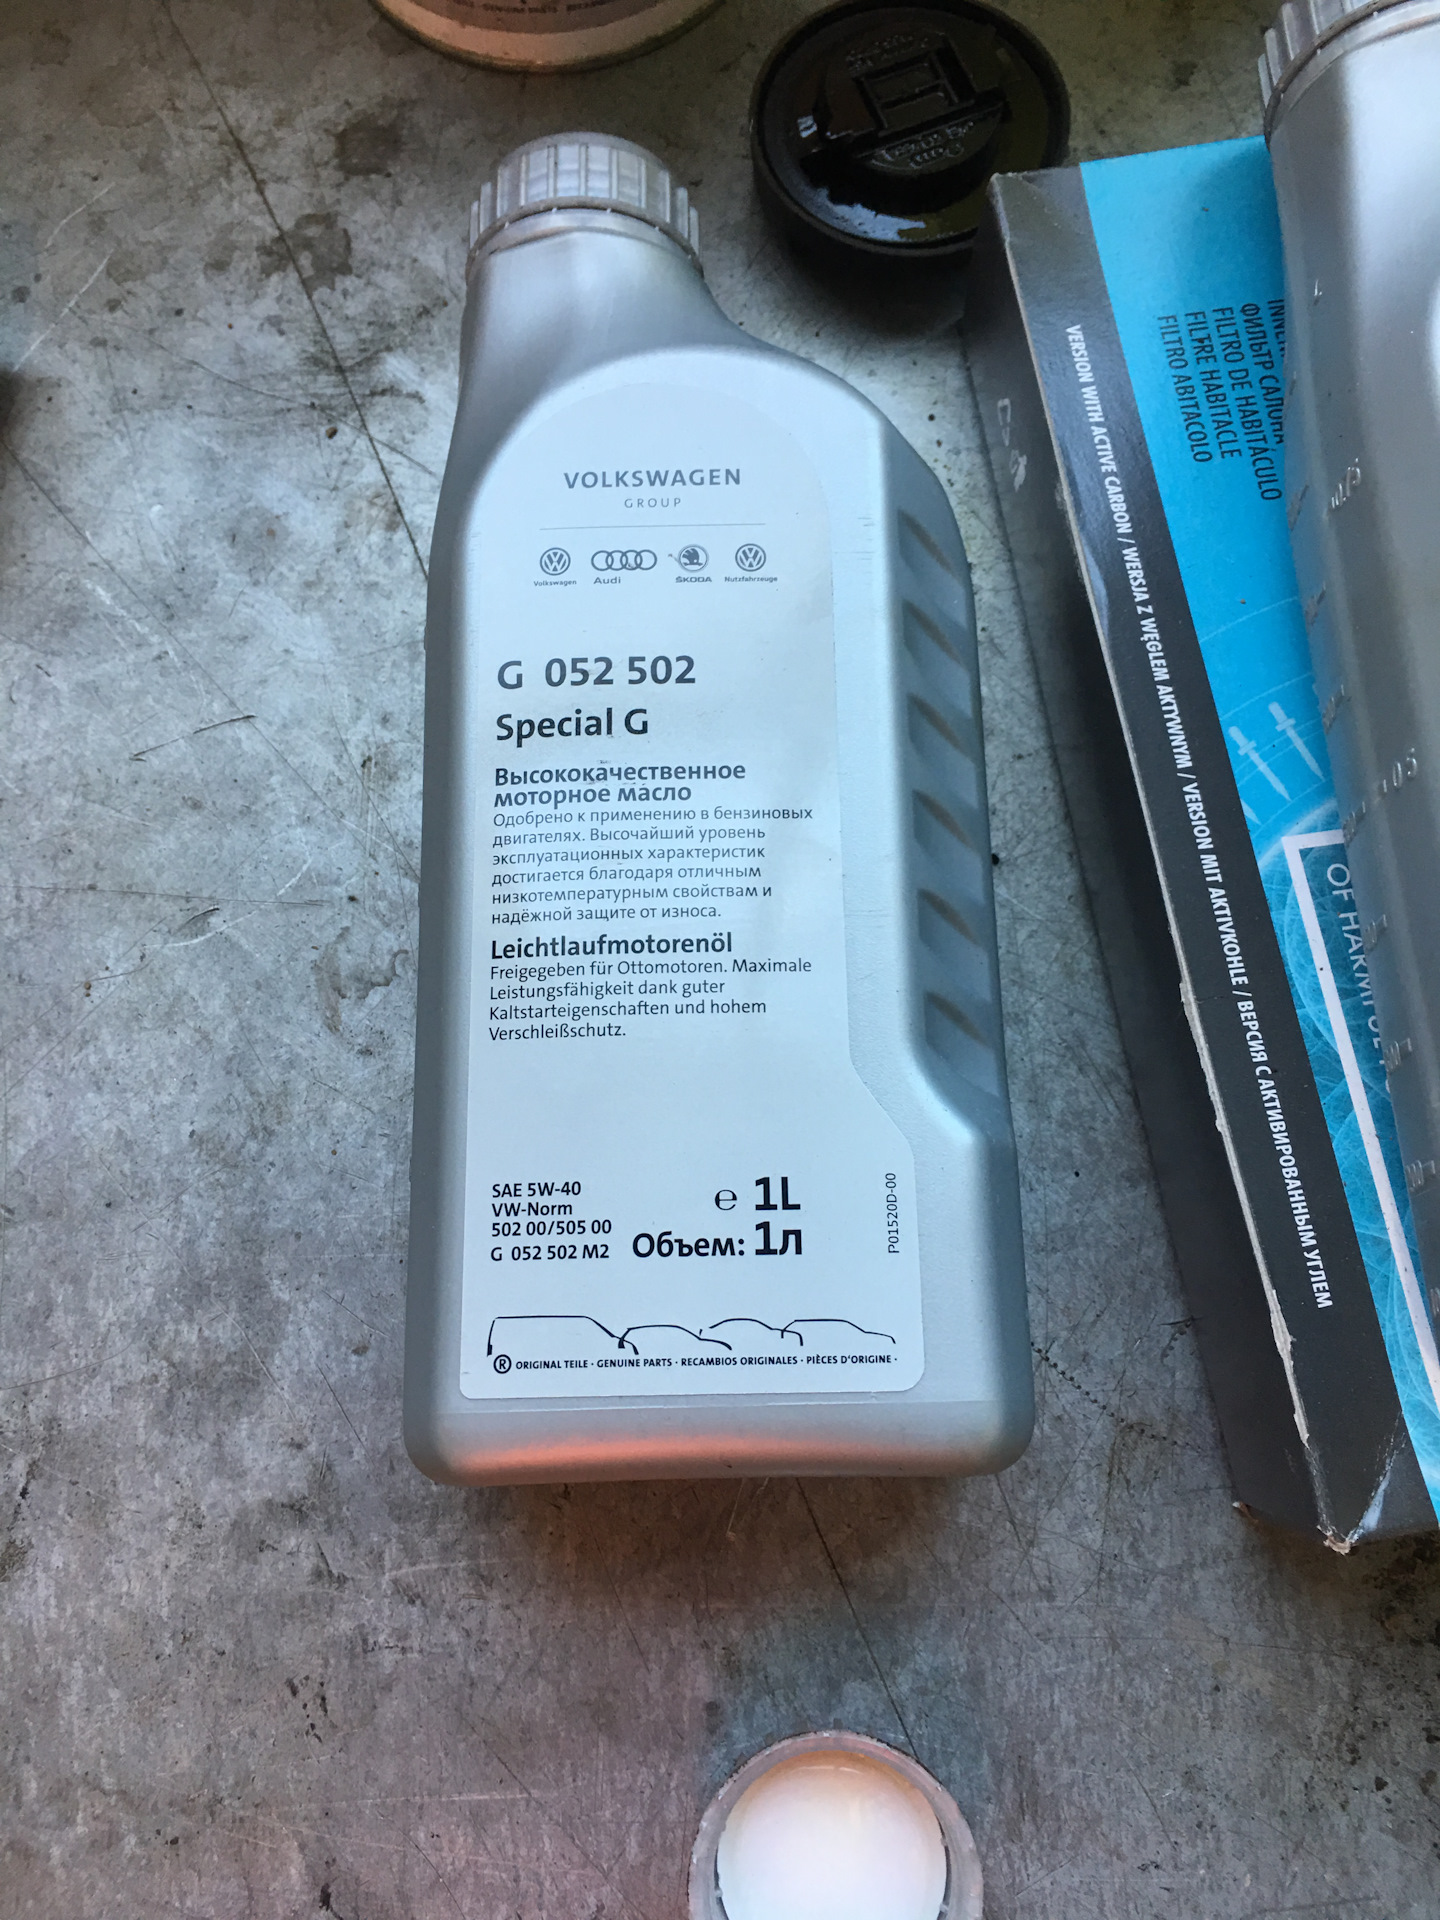 VOLKSWAGEN
GROUP
Volkswagen Audi ŠKODA Nutzfahrzeuge
G 052 502
Special G
Высококачественное
моторное масло
Одобрено к применению в бензиновых
двигателях. Высочайший уровень
эксплуатационных характеристик
достигается благодаря отличным
низкотемпературным свойствам и
надёжной защите от износа.
Leichtlaufmotorenöl
Freigegeben für Ottomotoren. Maximale
Leistungsfähigkeit dank guter
Kaltstarteigenschaften und hohem
Verschleißschutz.
SAE 5W-40
VW-Norm
502 00/505 00
G 052 502 M2
℮ 1L
Объем: 1л
P01520D-00
® ORIGINAL TEILE · GENUINE PARTS · RECAMBIOS ORIGINALES · PIÈCES D'ORIGINE ·
ФИЛЬТР САЛОНА
FILTRO DE HABITÁCULO
FILTRE HABITACLE
FILTRO ABITACOLO
VERSION WITH ACTIVE CARBON / WERSJA Z WĘGLEM AKTYWNYM / VERSION MIT AKTIVKOHLE / ВЕРСИЯ С АКТИВИРОВАННЫМ УГЛЕМ
OF HARMFUL
L
0,5